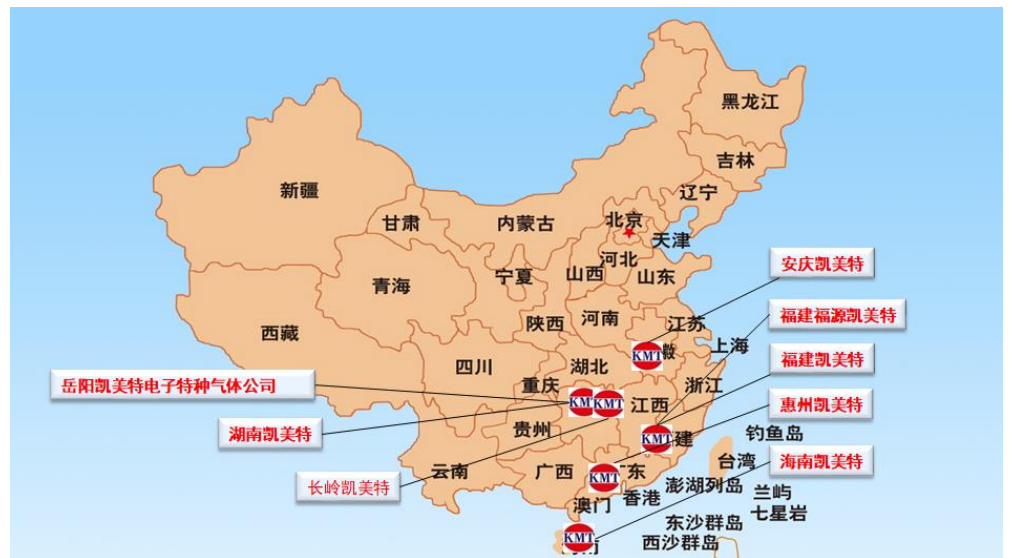 黑龙江
吉林
辽宁
新疆
北京
甘肃
内蒙古
天津
安庆凯美特
河北
宁夏
山西
山东
青海
福建福源凯美特
陕西
河南
江苏
西藏
上海
KMT
徽
福建凯美特
四川
湖北
岳阳凯美特电子特种气体公司
重庆
浙江
KMT
KMT
江西
惠州凯美特
湖南凯美特
贵州
KMT
建
钓鱼岛
海南凯美特
台湾
云南
广西
KMT
广东
长岭凯美特
澎湖列岛
兰屿
香港
澳门
七星岩
东沙群岛
KMT
西沙群岛